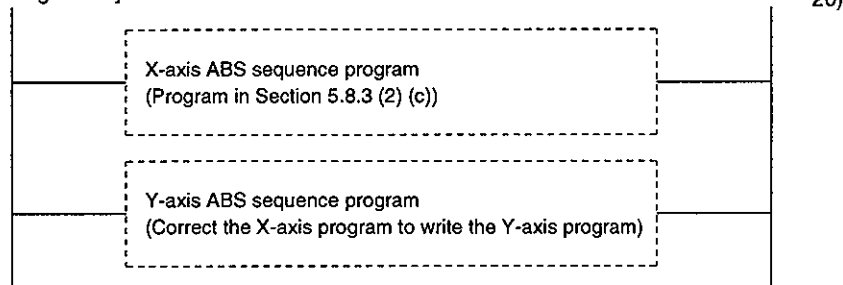 20)
X-axis ABS sequence program
(Program in Section 5.8.3 (2) (c))
Y-axis ABS sequence program
(Correct the X-axis program to write the Y-axis program)